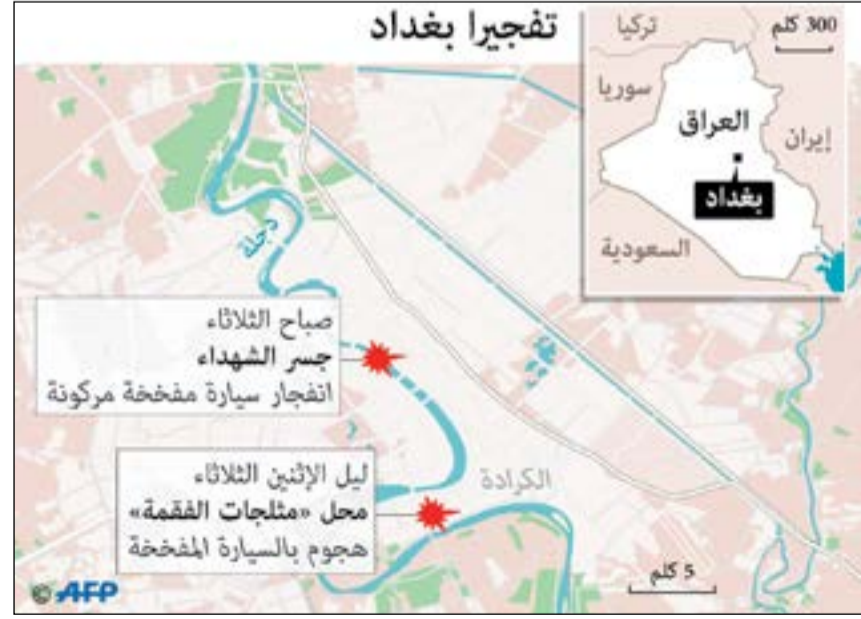 تفجيرا بغداد
300 كلم
تركيا
سوريا
العراق
إيران
بغداد
السعودية
دجلة
صباح الثلاثاء
جسر الشهداء
انفجار سيارة مفخخة مركونة
الكرادة
ليل الإثنين الثلاثاء
محل «مثلجات الفقمة»
هجوم بالسيارة المفخخة
5 كلم
© AFP